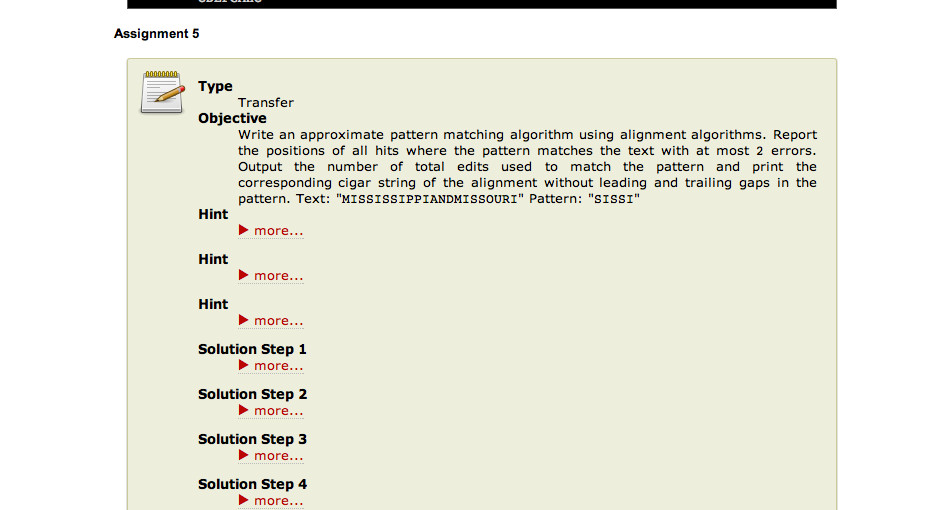 Assignment 5
Type
Transfer
Objective
Write an approximate pattern matching algorithm using alignment algorithms. Report
the positions of all hits where the pattern matches the text with at most 2 errors.
Output the number of total edits used to match the pattern and print the
corresponding cigar string of the alignment without leading and trailing gaps in the
pattern. Text: "MISSISSIPPIANDMISSOURI" Pattern: "SISSI"
Hint
more...
Hint
more...
Hint
more...
Solution Step 1
more...
Solution Step 2
more...
Solution Step 3
more...
Solution Step 4
more...